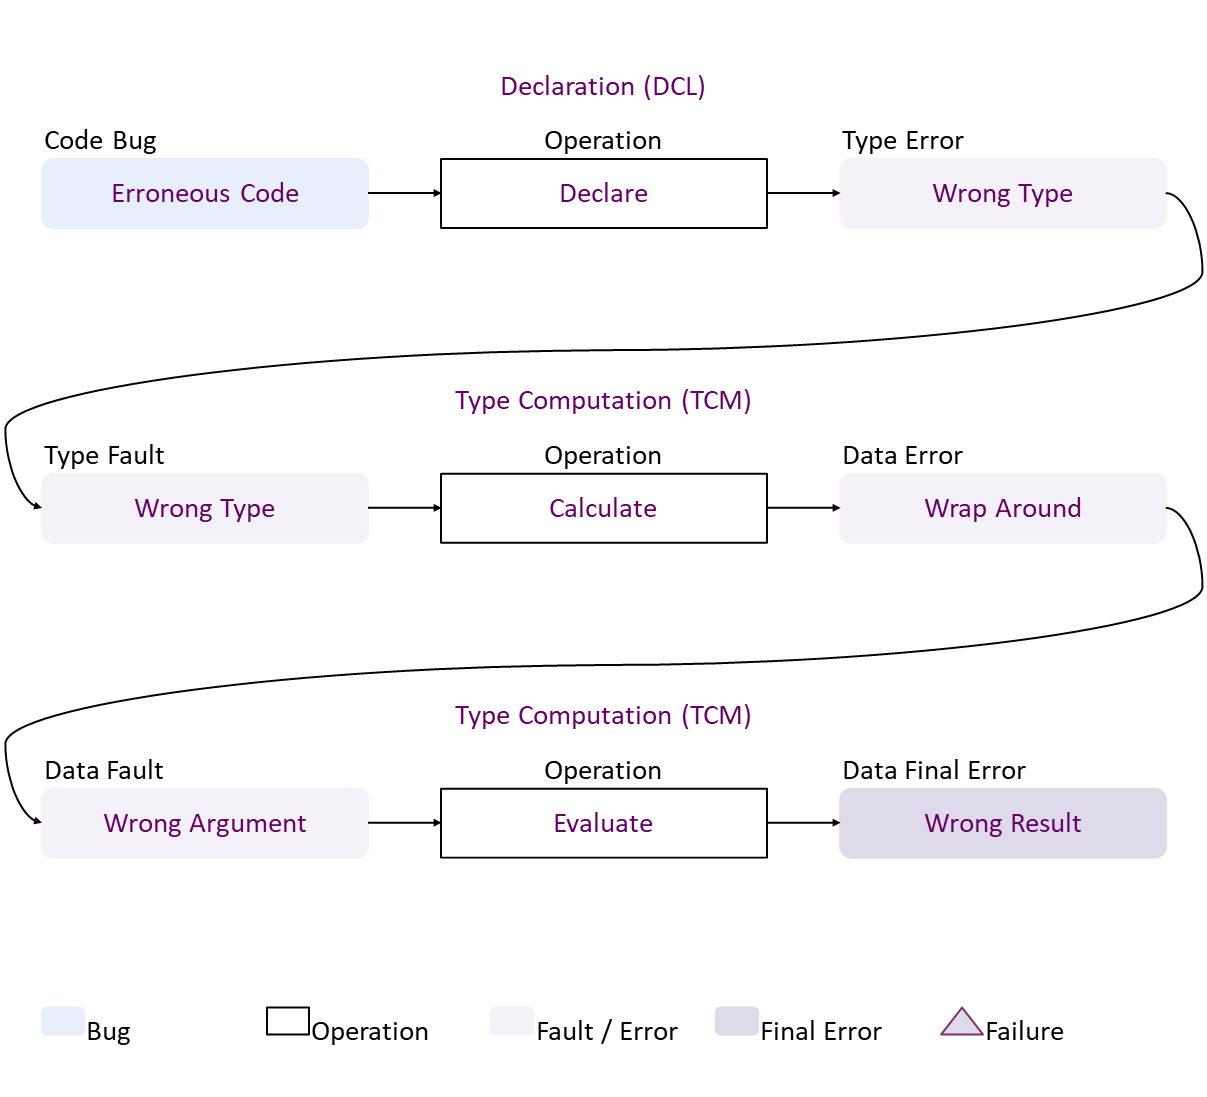 Declaration (DCL)
Code Bug
Operation
Type Error
Erroneous Code
Declare
Wrong Type
Type Computation (TCM)
Type Fault
Operation
Data Error
Wrong Type
Calculate
Wrap Around
Type Computation (TCM)
Data Fault
Operation
Data Final Error
Wrong Argument
Evaluate
Wrong Result
Bug
Operation
Fault / Error
Final Error
Failure